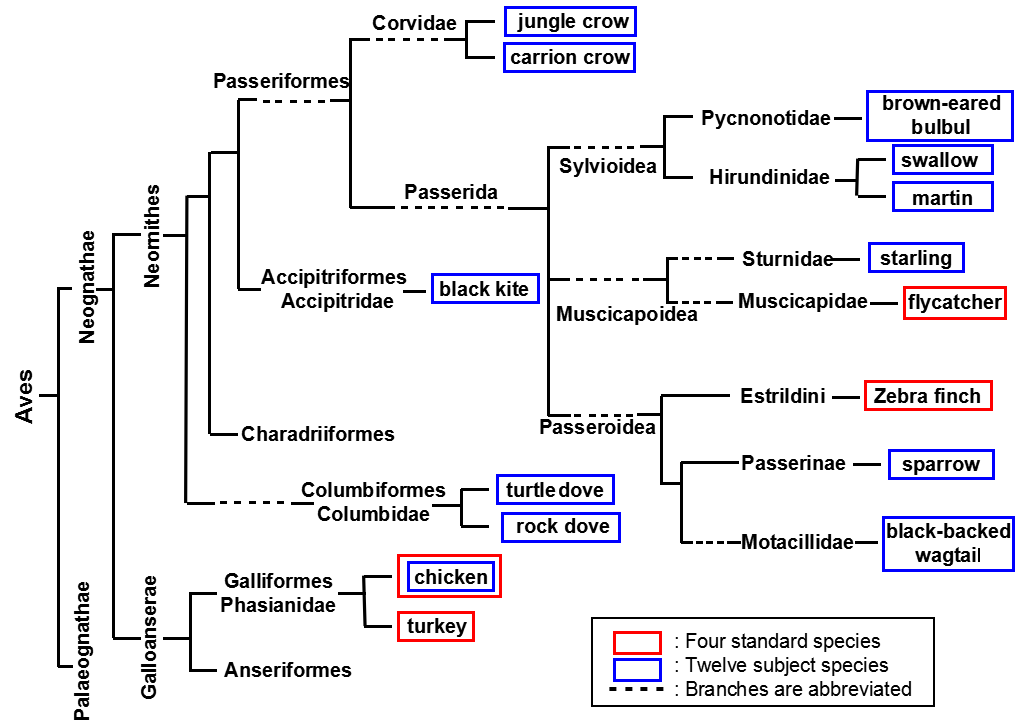 Corvidae
jungle crow
carrion crow
Passeriformes
brown-eared
bulbul
Pycnonotidae
Sylvioidea
swallow
Hirundinidae
martin
Passerida
Neornithes
Accipitriformes
Accipitridae
black kite
Sturnidae
starling
Muscicapidae
flycatcher
Muscicapoidea
Neognathae
Aves
Estrildini
Zebra finch
Passeroidea
Charadriiformes
Passerinae
sparrow
Columbiformes
Columbidae
turtle dove
rock dove
Motacillidae
black-backed
wagtail
Palaeognathae
Galloanserae
Galliformes
Phasianidae
chicken
turkey
Anseriformes
: Four standard species
: Twelve subject species
: Branches are abbreviated